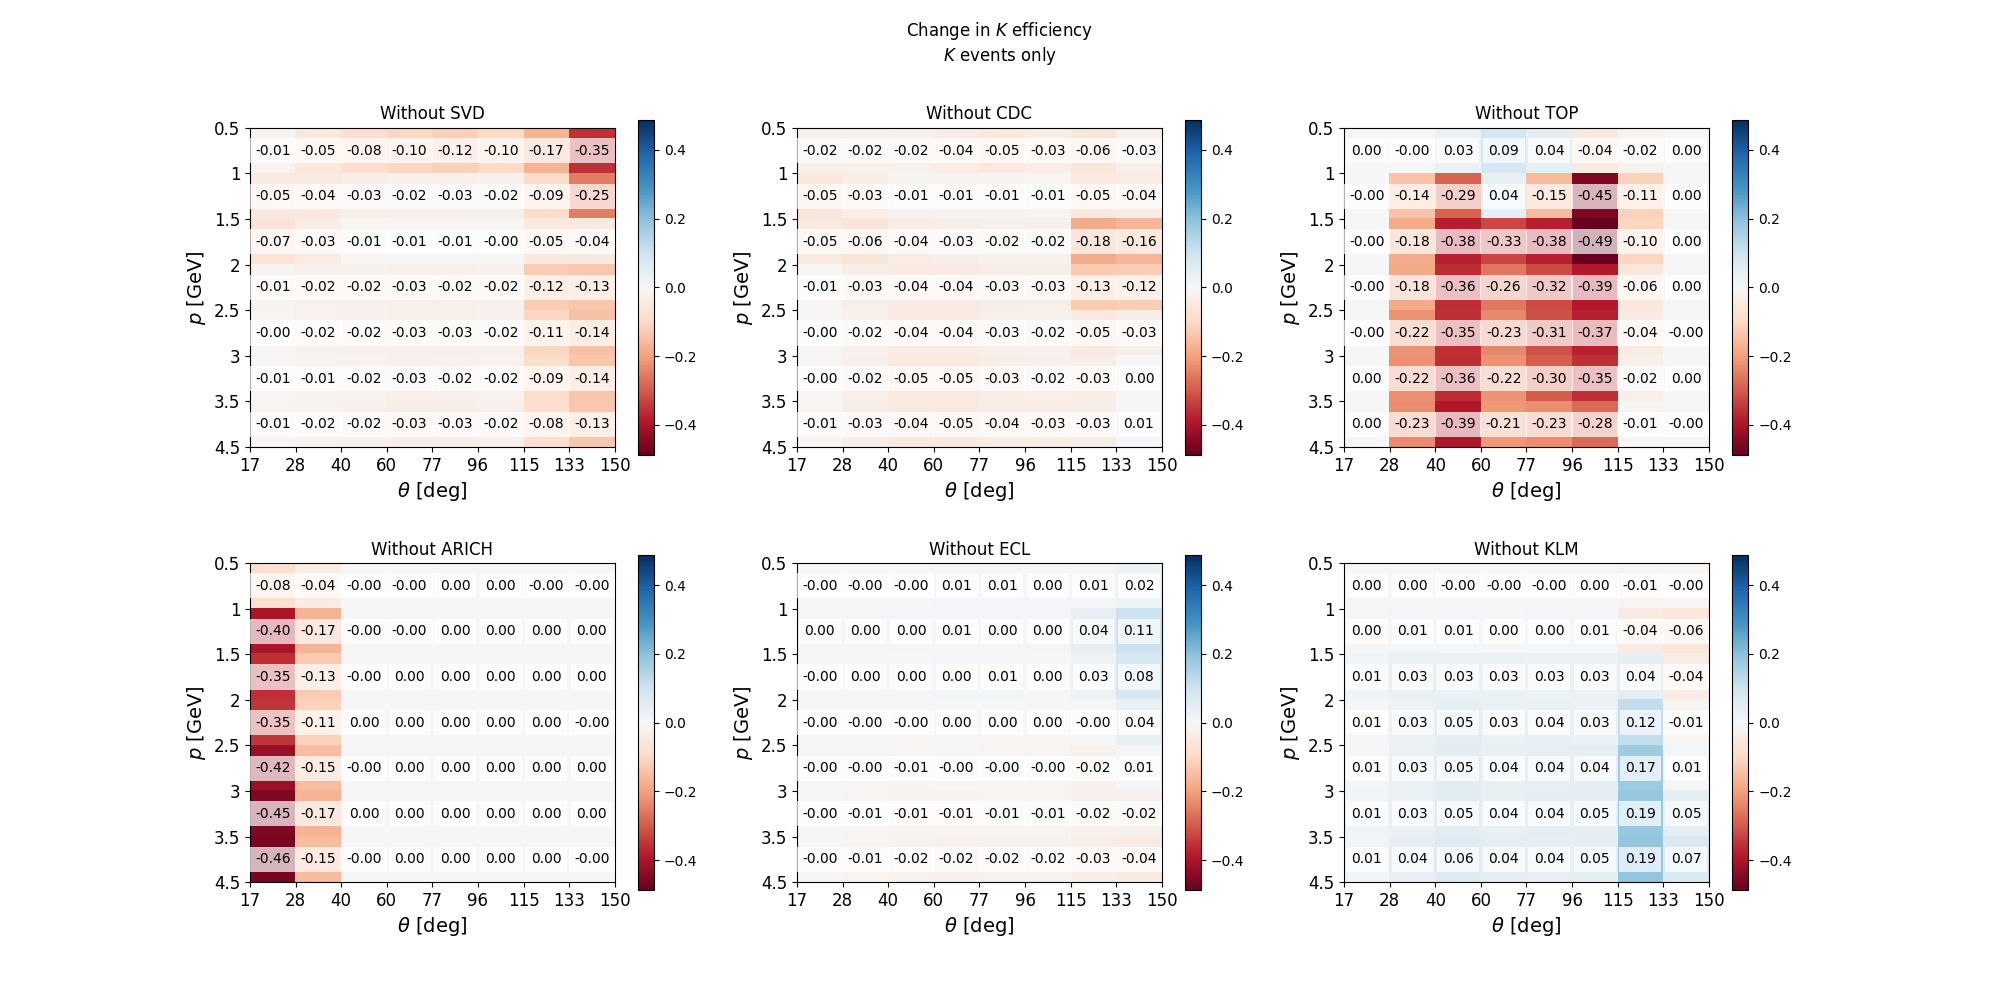 Change in K efficiency
K events only
Without SVD
0.5
-0.01 -0.05 -0.08 -0.10 -0.12 -0.10 -0.17 -0.35
1
-0.05 -0.04 -0.03 -0.02 -0.03 -0.02 -0.09 -0.25
1.5
-0.07 -0.03 -0.01 -0.01 -0.01 -0.00 -0.05 -0.04
2
-0.01 -0.02 -0.02 -0.03 -0.02 -0.02 -0.12 -0.13
2.5
-0.00 -0.02 -0.02 -0.03 -0.03 -0.02 -0.11 -0.14
3
-0.01 -0.01 -0.02 -0.03 -0.02 -0.02 -0.09 -0.14
3.5
-0.01 -0.02 -0.02 -0.03 -0.03 -0.02 -0.08 -0.13
4.5
17 28 40 60 77 96 115 133 150
θ [deg]
p [GeV]
0.4
0.2
0.0
−0.2
−0.4
Without CDC
0.5
-0.02 -0.02 -0.02 -0.04 -0.05 -0.03 -0.06 -0.03
1
-0.05 -0.03 -0.01 -0.01 -0.01 -0.01 -0.05 -0.04
1.5
-0.05 -0.06 -0.04 -0.03 -0.02 -0.02 -0.18 -0.16
2
-0.01 -0.03 -0.04 -0.04 -0.03 -0.02 -0.13 -0.12
2.5
-0.00 -0.02 -0.04 -0.04 -0.03 -0.02 -0.05 -0.03
3
-0.00 -0.02 -0.05 -0.05 -0.03 -0.02 -0.03 0.00
3.5
-0.01 -0.03 -0.05 -0.05 -0.04 -0.03 -0.03 0.01
4.5
17 28 40 60 77 96 115 133 150
θ [deg]
p [GeV]
0.4
0.2
0.0
−0.2
−0.4
Without TOP
0.5
0.00 -0.00 0.03 0.09 0.04 -0.04 -0.02 0.00
1
-0.00 -0.14 -0.29 0.04 -0.15 -0.45 -0.11 0.00
1.5
-0.00 -0.18 -0.38 -0.33 -0.38 -0.49 -0.10 0.00
2
-0.00 -0.18 -0.36 -0.26 -0.32 -0.39 -0.06 0.00
2.5
-0.00 -0.22 -0.35 -0.23 -0.31 -0.37 -0.04 -0.00
3
0.00 -0.22 -0.36 -0.22 -0.30 -0.35 -0.02 0.00
3.5
0.00 -0.23 -0.39 -0.21 -0.23 -0.28 -0.01 -0.00
4.5
17 28 40 60 77 96 115 133 150
θ [deg]
p [GeV]
0.4
0.2
0.0
−0.2
−0.4
Without ARICH
0.5
-0.08 -0.04 -0.00 -0.00 0.00 0.00 -0.00 -0.00
1
-0.40 -0.17 -0.00 -0.00 0.00 0.00 0.00 0.00
1.5
-0.35 -0.13 -0.00 0.00 0.00 0.00 0.00 0.00
2
-0.35 -0.11 0.00 0.00 0.00 0.00 0.00 -0.00
2.5
-0.42 -0.15 -0.00 0.00 0.00 0.00 0.00 -0.00
3
-0.45 -0.17 0.00 0.00 0.00 0.00 0.00 0.00
3.5
-0.46 -0.15 -0.00 0.00 0.00 0.00 0.00 -0.00
4.5
17 28 40 60 77 96 115 133 150
θ [deg]
p [GeV]
0.4
0.2
0.0
−0.2
−0.4
Without ECL
0.5
-0.00 -0.00 -0.00 0.01 0.01 0.00 0.01 0.02
1
0.00 0.00 0.00 0.01 0.00 0.00 0.04 0.11
1.5
-0.00 0.00 0.00 0.00 0.01 0.00 0.03 0.08
2
-0.00 -0.00 -0.00 0.00 0.00 -0.00 -0.00 0.04
2.5
-0.00 -0.00 -0.01 -0.00 -0.00 -0.00 -0.02 0.01
3
-0.00 -0.01 -0.01 -0.01 -0.01 -0.01 -0.02 -0.02
3.5
-0.00 -0.01 -0.02 -0.02 -0.02 -0.02 -0.03 -0.04
4.5
17 28 40 60 77 96 115 133 150
θ [deg]
p [GeV]
0.4
0.2
0.0
−0.2
−0.4
Without KLM
0.5
0.00 0.00 -0.00 -0.00 -0.00 0.00 -0.01 -0.00
1
0.00 0.01 0.01 0.00 0.00 0.01 -0.04 -0.06
1.5
0.01 0.03 0.03 0.03 0.03 0.03 0.04 -0.04
2
0.01 0.03 0.05 0.03 0.04 0.03 0.12 -0.01
2.5
0.01 0.03 0.05 0.04 0.04 0.04 0.17 0.01
3
0.01 0.03 0.05 0.04 0.04 0.05 0.19 0.05
3.5
0.01 0.04 0.06 0.04 0.04 0.05 0.19 0.07
4.5
17 28 40 60 77 96 115 133 150
θ [deg]
p [GeV]
0.4
0.2
0.0
−0.2
−0.4